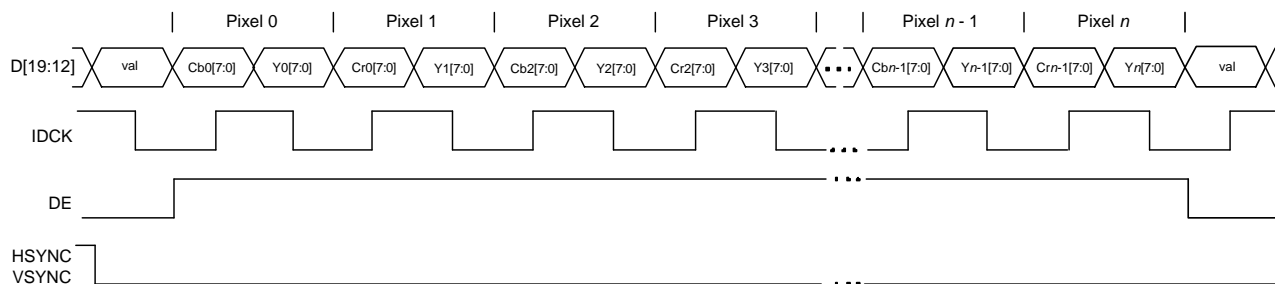 Pixel 0 Pixel 1 Pixel 2 Pixel 3 Pixel n - 1 Pixel n
D[19:12] val Cb0[7:0] Y0[7:0] Cr0[7:0] Y1[7:0] Cb2[7:0] Y2[7:0] Cr2[7:0] Y3[7:0] Cbn-1[7:0] Yn-1[7:0] Crn-1[7:0] Yn[7:0] val
IDCK
DE
HSYNC
VSYNC